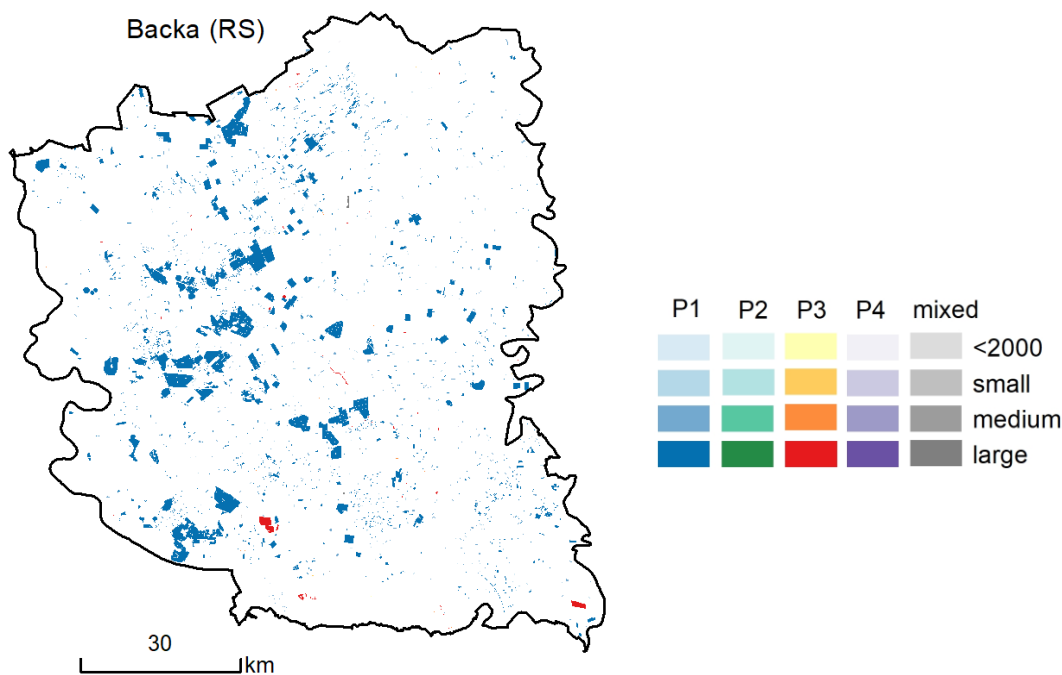 Backa (RS)
P1 P2 P3 P4 mixed
<2000
small
medium
large
30
km